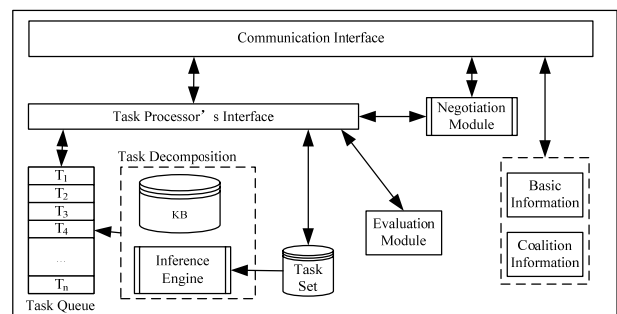 Communication Interface
Task Processor’s Interface
Negotiation
Module
Task Decomposition
T1
T2
T3
T4
...
Tn
Task Queue
KB
Inference
Engine
Task
Set
Evaluation
Module
Basic
Information
Coalition
Information